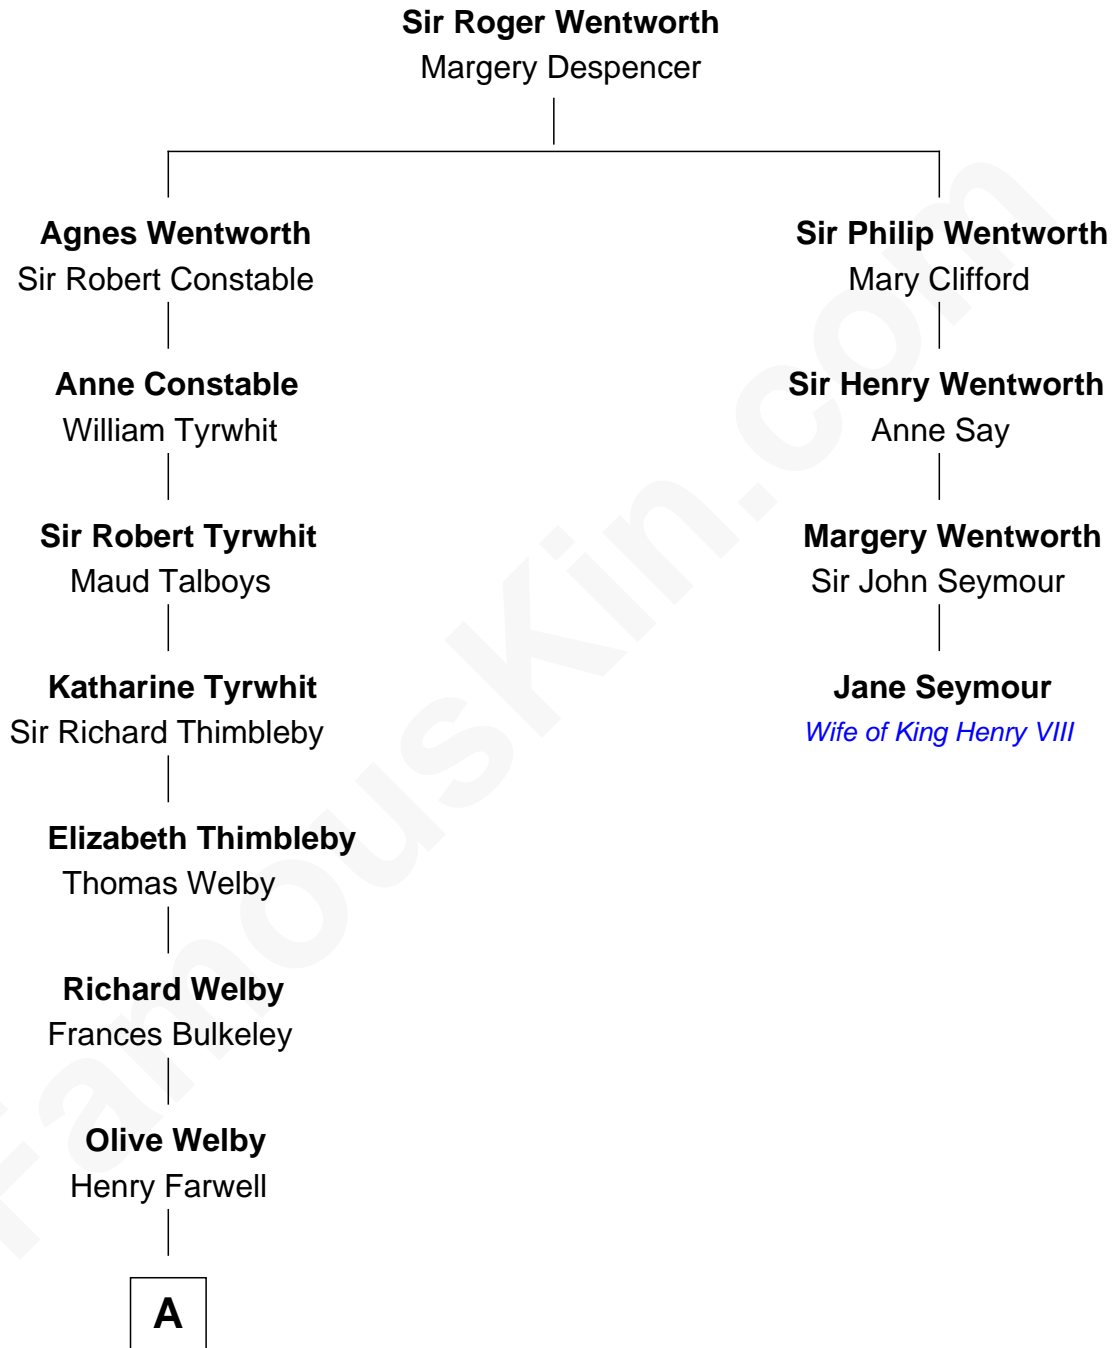 Sir Roger Wentworth
Margery Despencer
Agnes Wentworth
Sir Robert Constable
Sir Philip Wentworth
Mary Clifford
Anne Constable
William Tyrwhit
Sir Henry Wentworth
Anne Say
Sir Robert Tyrwhit
Maud Talboys
Margery Wentworth
Sir John Seymour
Katharine Tyrwhit
Sir Richard Thimbleby
Jane Seymour
Wife of King Henry VIII
Elizabeth Thimbleby
Thomas Welby
Richard Welby
Frances Bulkeley
Olive Welby
Henry Farwell
A
FamousKin.com